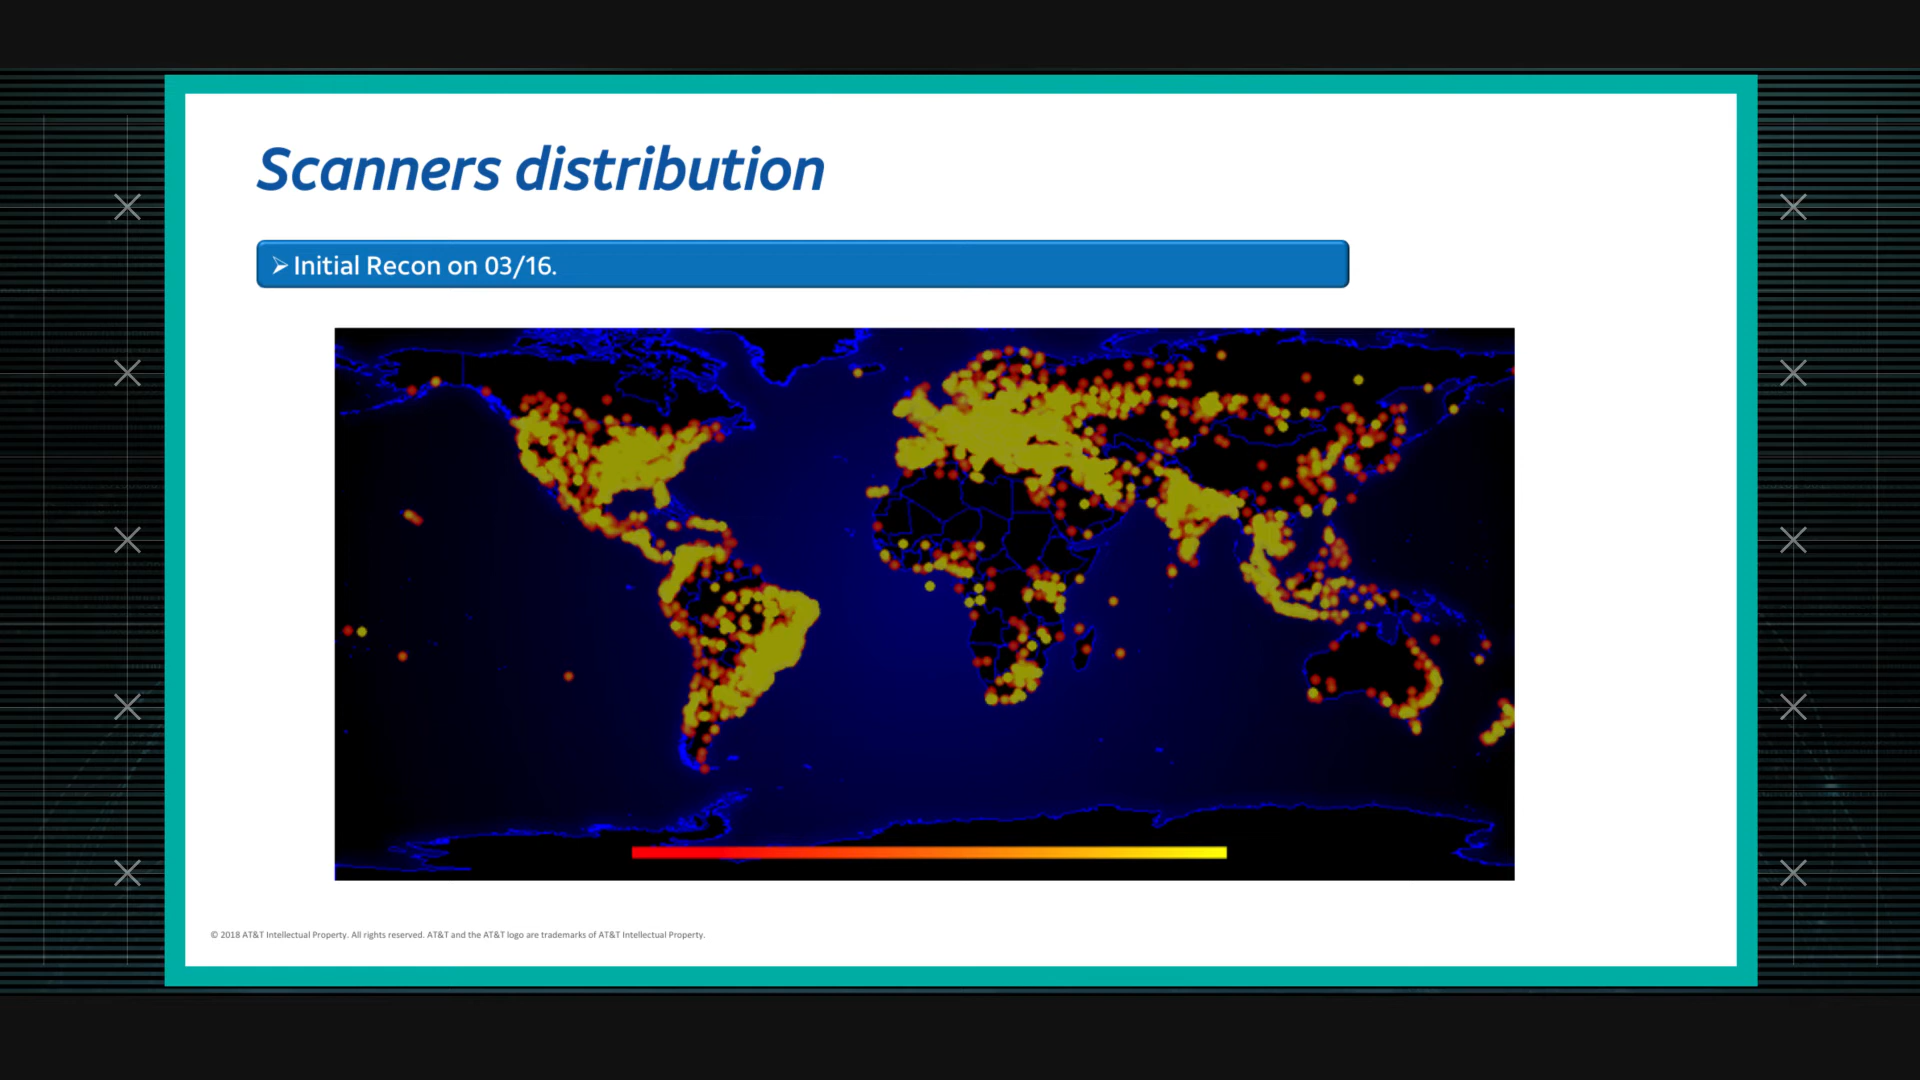 Scanners distribution
➢ Initial Recon on 03/16.
© 2018 AT&T Intellectual Property. All rights reserved. AT&T and the AT&T logo are trademarks of AT&T Intellectual Property.